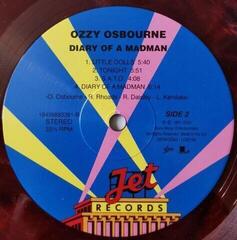 OZZY OSBOURNE
DIARY OF A MADMAN
1. LITTLE DOLLS 5:40
2. TONIGHT 5:51
3. S.A.T.O. 4:08
4. DIARY OF A MADMAN 6:14
-O. Osbourne - R. Rhoads - R. Daisley - L. Kerslake-
STEREO
33⅓ RPM
SIDE 2
Jet
RECORDS